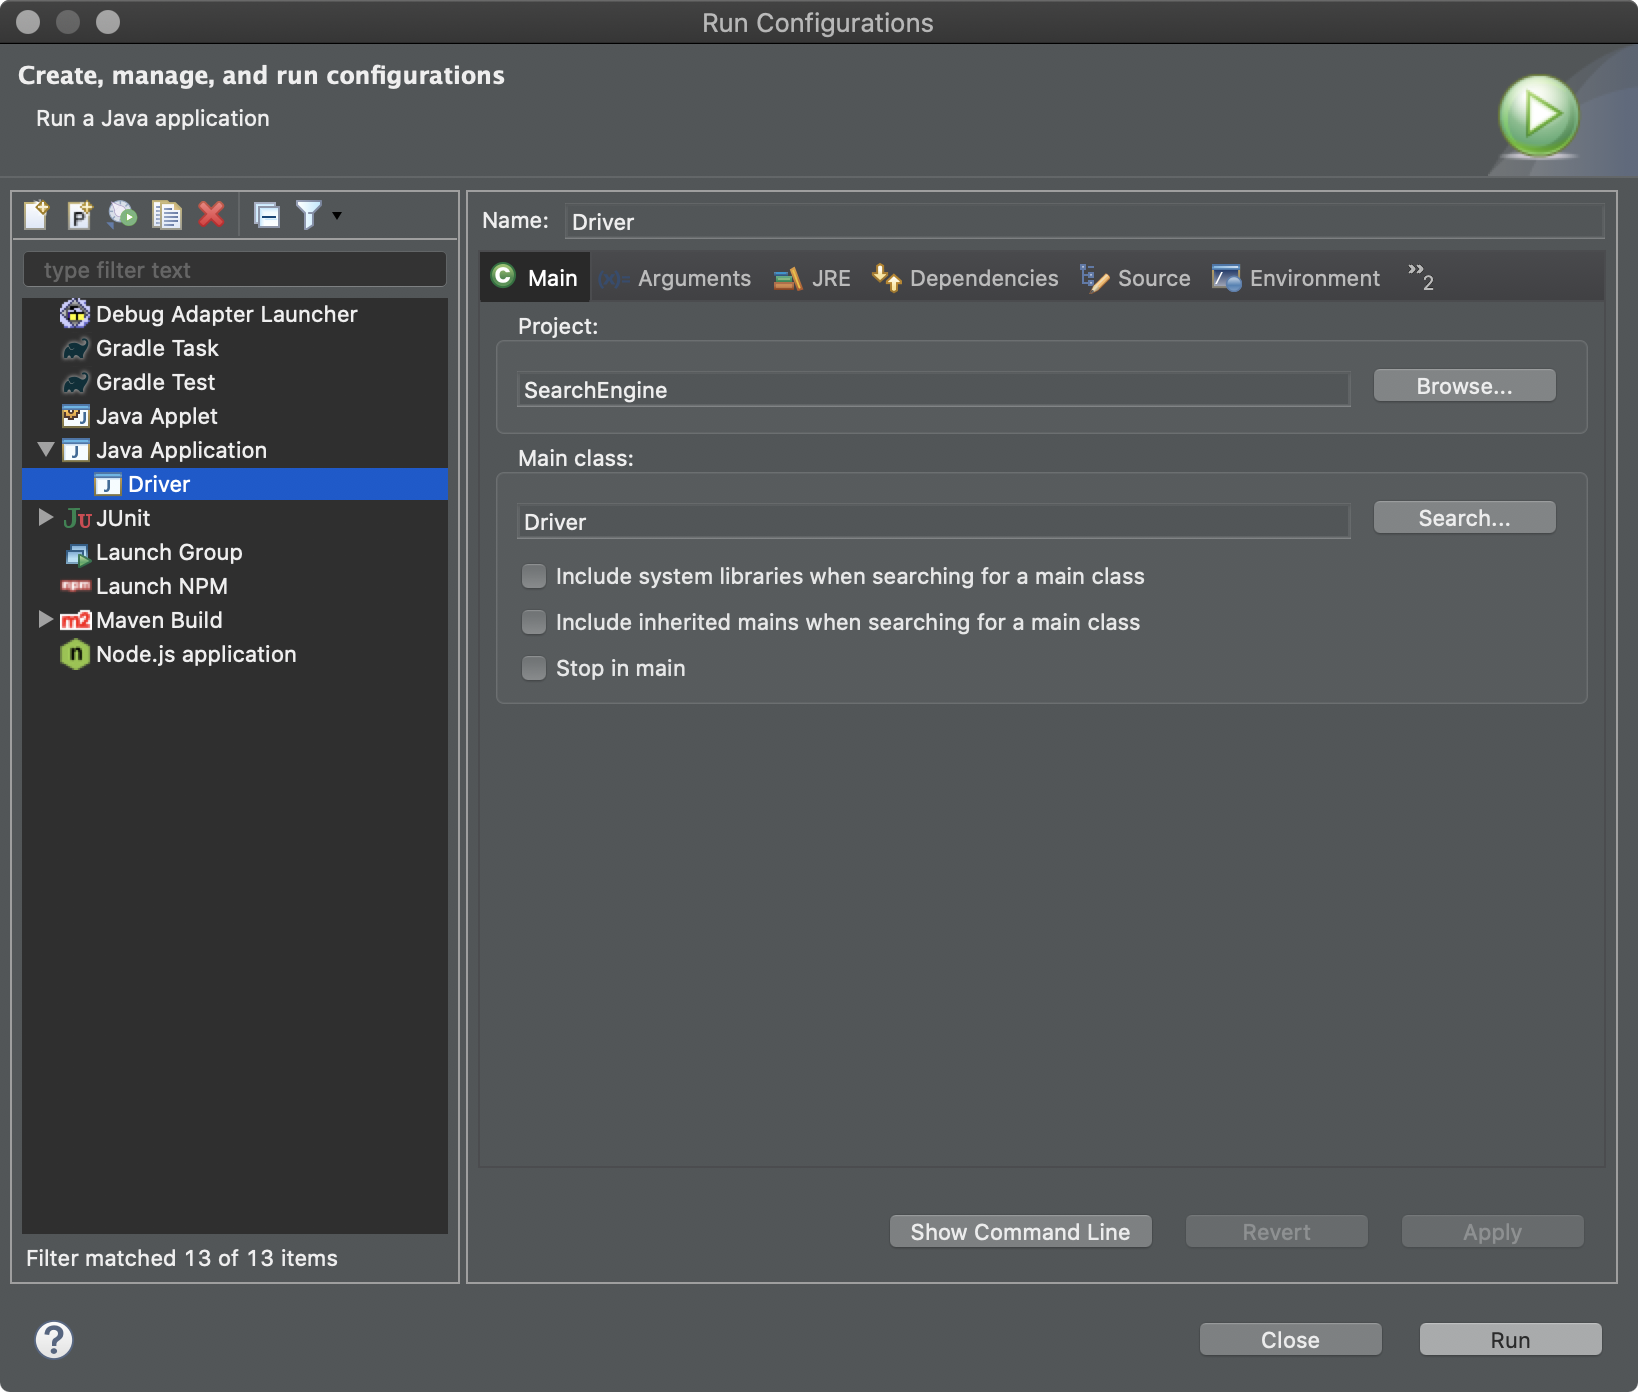 Run Configurations
Create, manage, and run configurations
Run a Java application
type filter text
Debug Adapter Launcher
Gradle Task
Gradle Test
Java Applet
Java Application
Driver
JUnit
Launch Group
Launch NPM
Maven Build
Node.js application
Filter matched 13 of 13 items
Name: Driver
Main Arguments JRE Dependencies Source Environment »2
Project:
SearchEngine Browse...
Main class:
Driver Search...
Include system libraries when searching for a main class
Include inherited mains when searching for a main class
Stop in main
Show Command Line Revert Apply
? Close Run